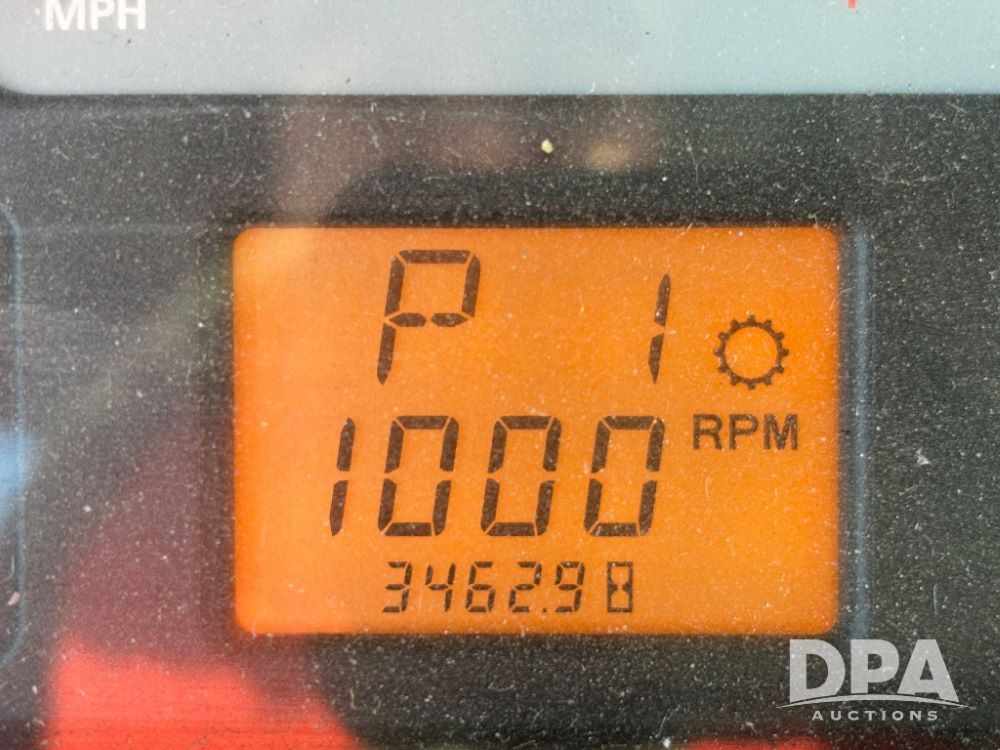 MPH
P 1
1000 RPM
3462.9
DPA
AUCTIONS